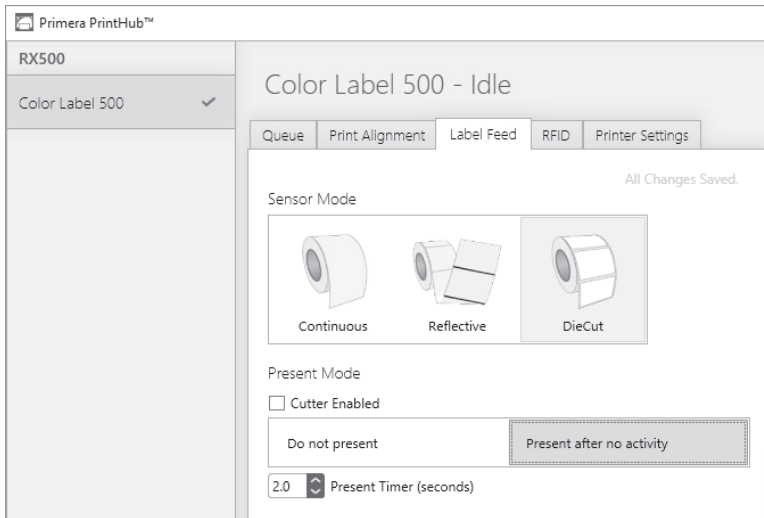 Primera PrintHub™
RX500
Color Label 500
Color Label 500 - Idle
Queue Print Alignment Label Feed RFID Printer Settings
All Changes Saved.
Sensor Mode
Continuous Reflective DieCut
Present Mode
Cutter Enabled
Do not present Present after no activity
2.0 Present Timer (seconds)